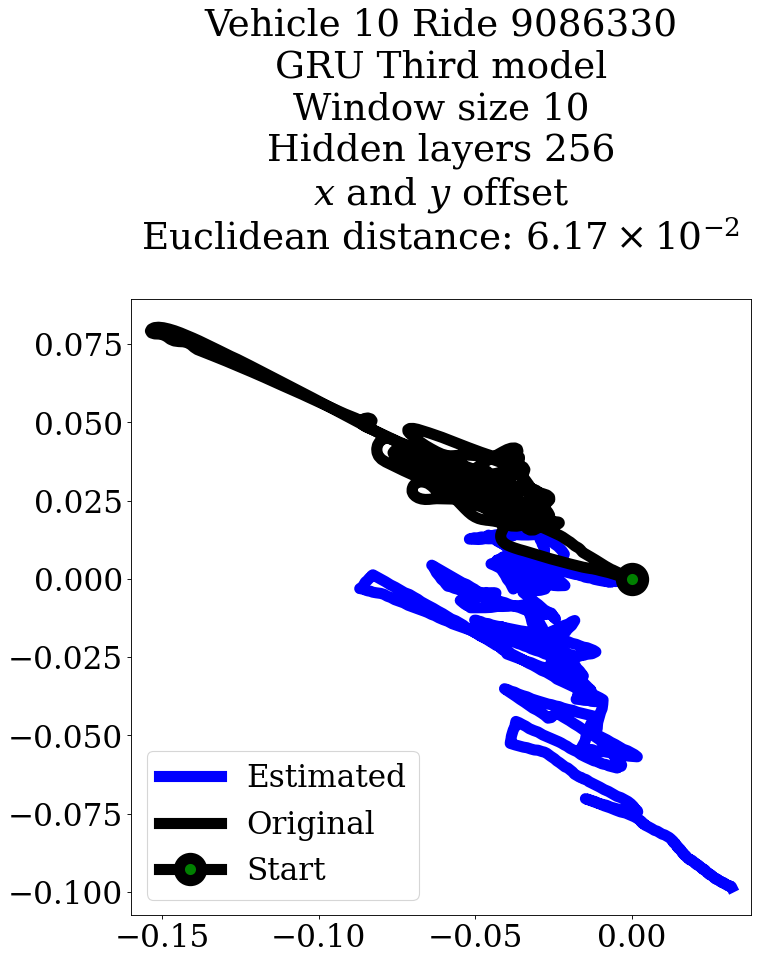 Vehicle 10 Ride 9086330
GRU Third model
Window size 10
Hidden layers 256
x and y offset
Euclidean distance: 6.17 × 10⁻²
0.075
0.050
0.025
0.000
−0.025
−0.050
−0.075
−0.100
Estimated
Original
Start
−0.15 −0.10 −0.05 0.00